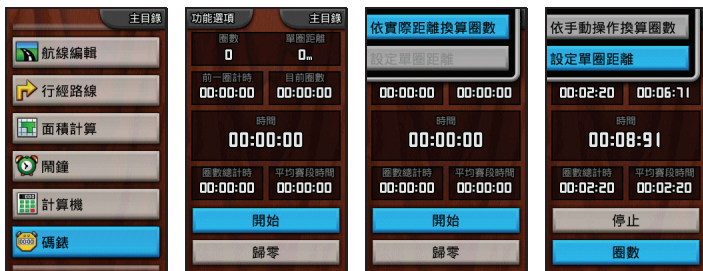 主目錄
航線編輯
行經路線
面積計算
鬧鐘
計算機
碼錶
功能選項 主目錄
圈數 單圈距離
0 0m
前一圈計時 目前圈數
00:00:00 00:00:00
時間
00:00:00
圈數總計時 平均賽段時間
00:00:00 00:00:00
開始
歸零
依實際距離換算圈數
設定單圈距離
00:00:00 00:00:00
時間
00:00:00
圈數總計時 平均賽段時間
00:00:00 00:00:00
開始
歸零
依手動操作換算圈數
設定單圈距離
00:02:20 00:06:71
時間
00:08:91
圈數總計時 平均賽段時間
00:02:20 00:02:20
停止
圈數